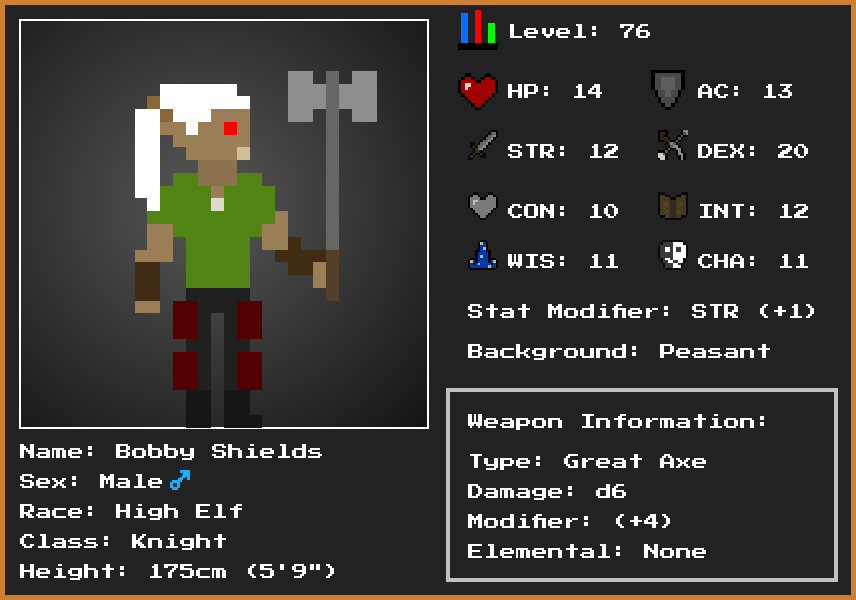 Level: 76
HP: 14 AC: 13
STR: 12 DEX: 20
CON: 10 INT: 12
WIS: 11 CHA: 11
Stat Modifier: STR (+1)
Background: Peasant
Weapon Information:
Type: Great Axe
Damage: d6
Modifier: (+4)
Elemental: None
Name: Bobby Shields
Sex: Male ♂
Race: High Elf
Class: Knight
Height: 175cm (5'9")